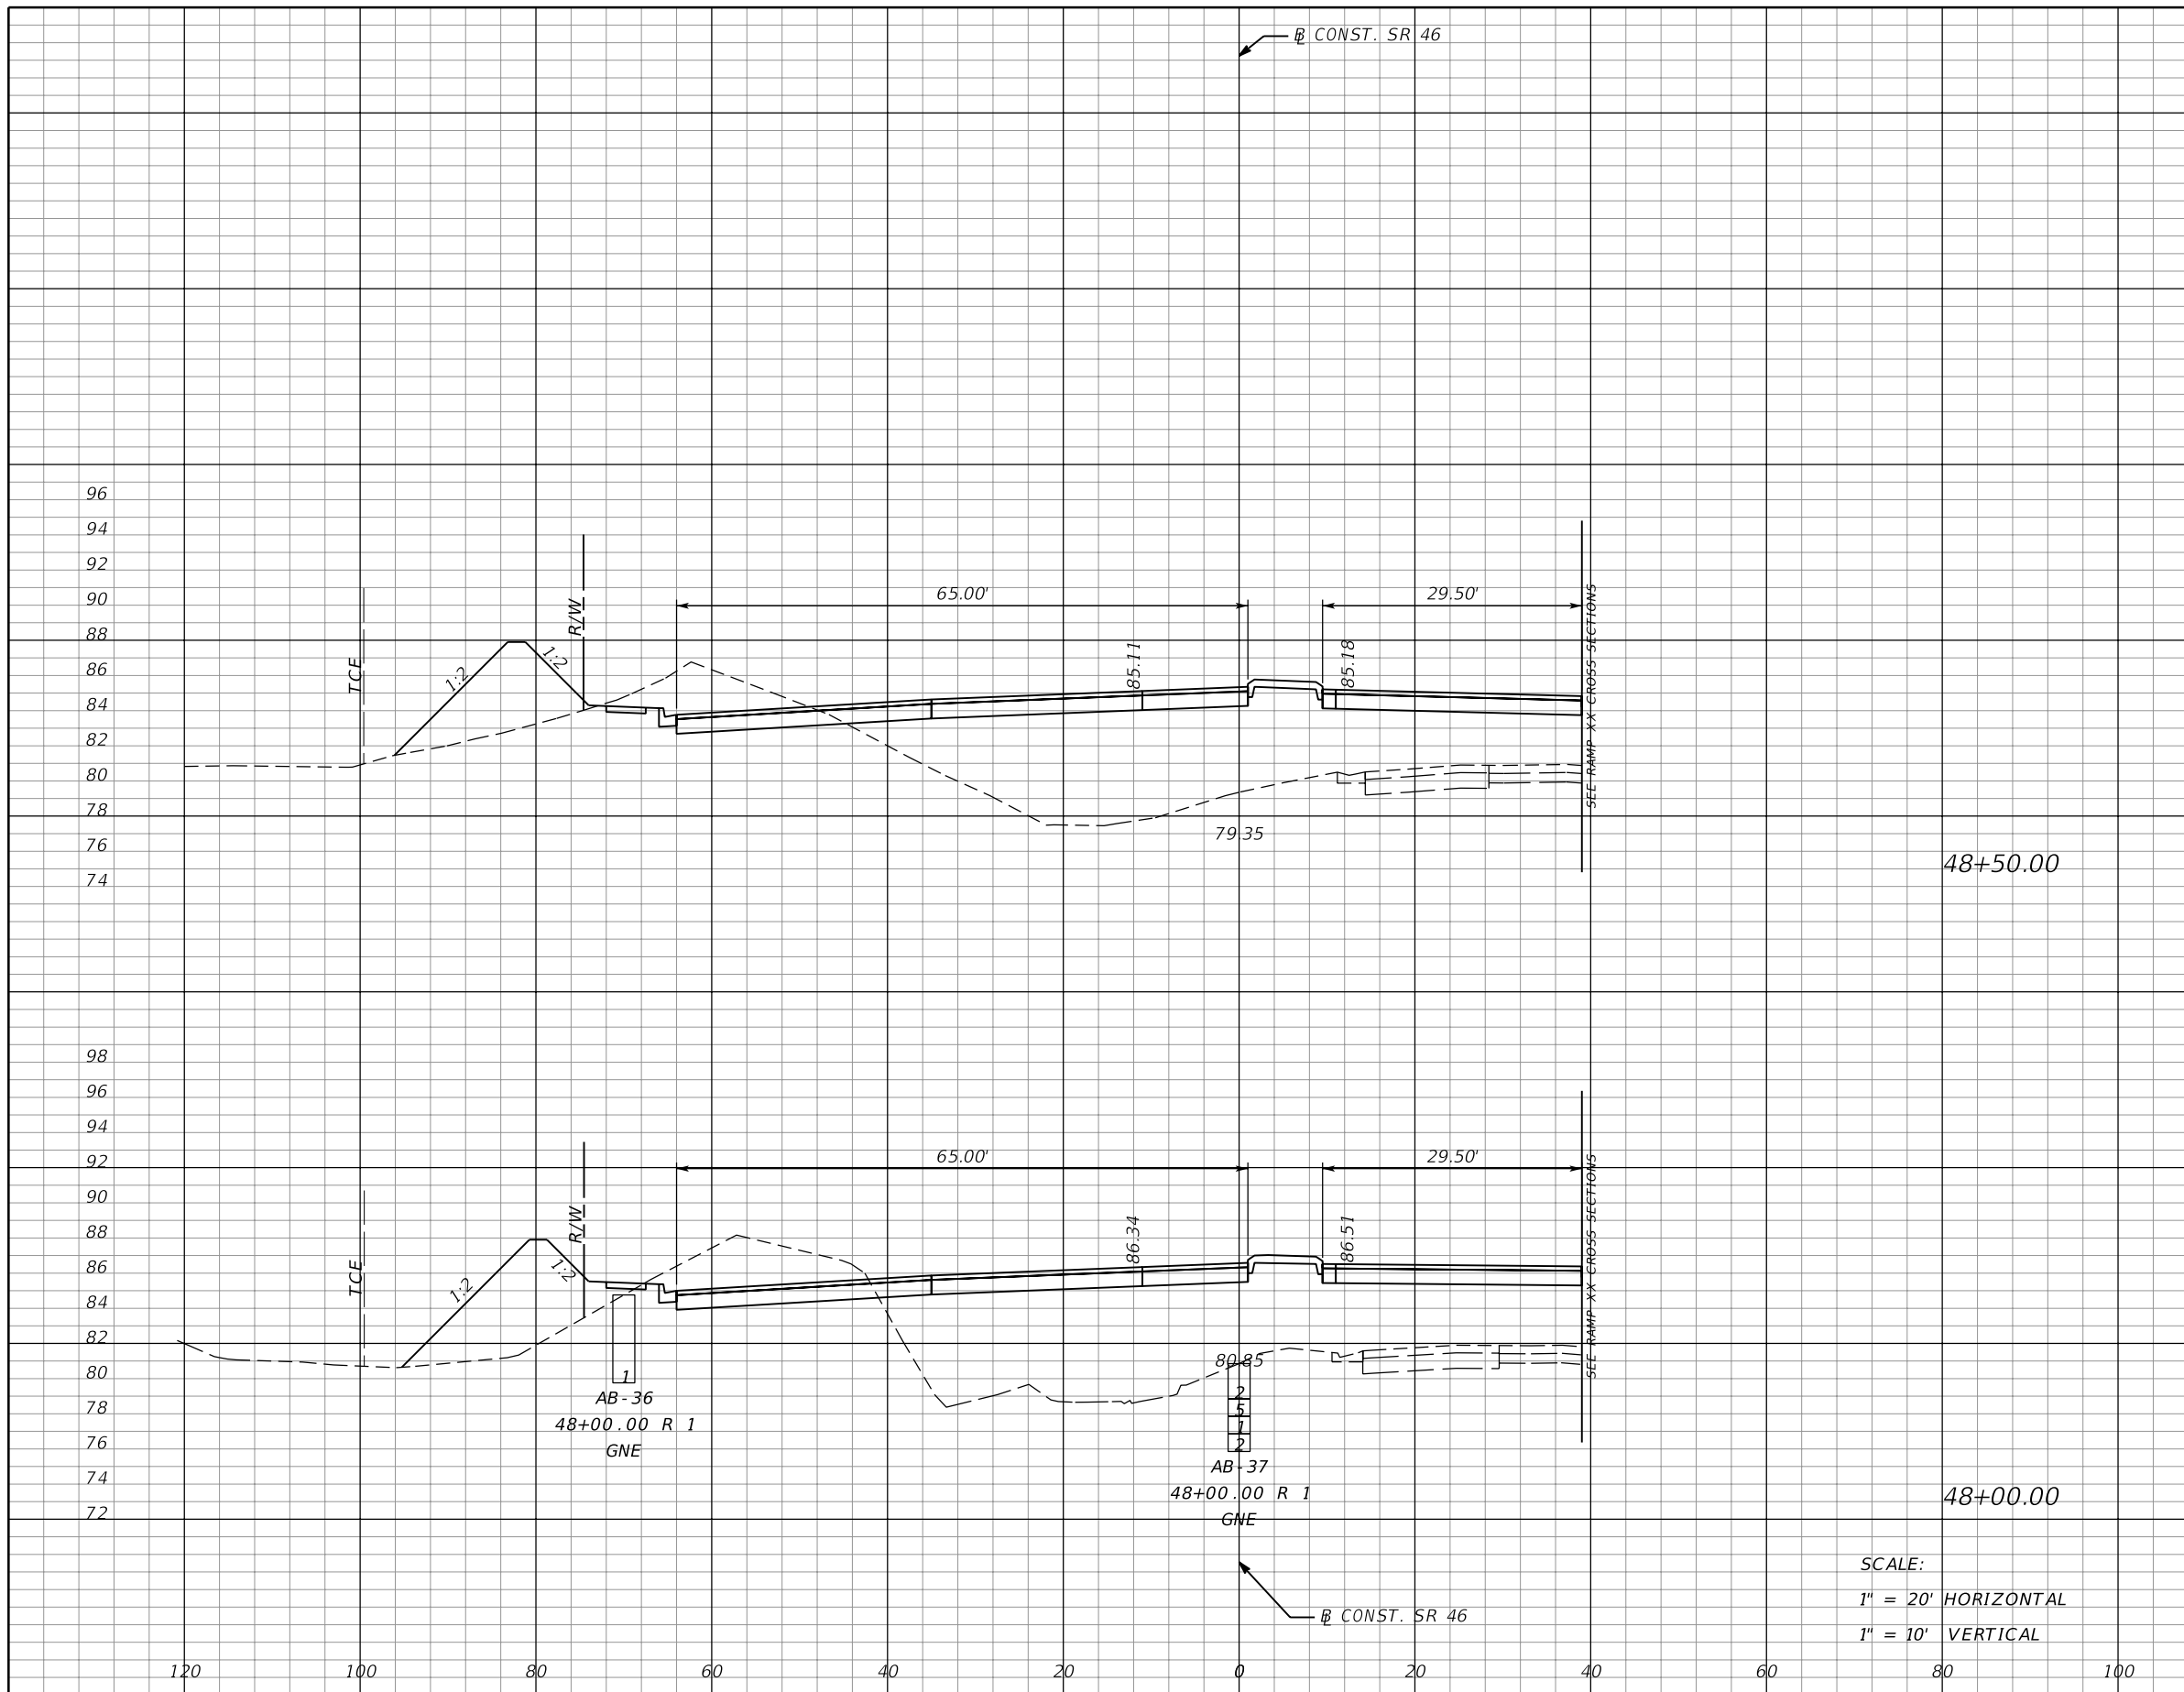 BL CONST. SR 46
96
94
92
90
88
86
84
82
80
78
76
74
TCE
1:2
1:2
R/W
65.00'
85.11
29.50'
85.18
SEE RAMP XX CROSS SECTIONS
79.35
48+50.00
98
96
94
92
90
88
86
84
82
80
78
76
74
72
TCE
1:2
1:2
R/W
65.00'
86.34
29.50'
86.51
SEE RAMP XX CROSS SECTIONS
80.85
1
AB-36
48+00.00 R 1
GNE
2
5
1
2
AB-37
48+00.00 R 1
GNE
48+00.00
BL CONST. SR 46
SCALE:
1" = 20' HORIZONTAL
1" = 10' VERTICAL
120 100 80 60 40 20 0 20 40 60 80 100